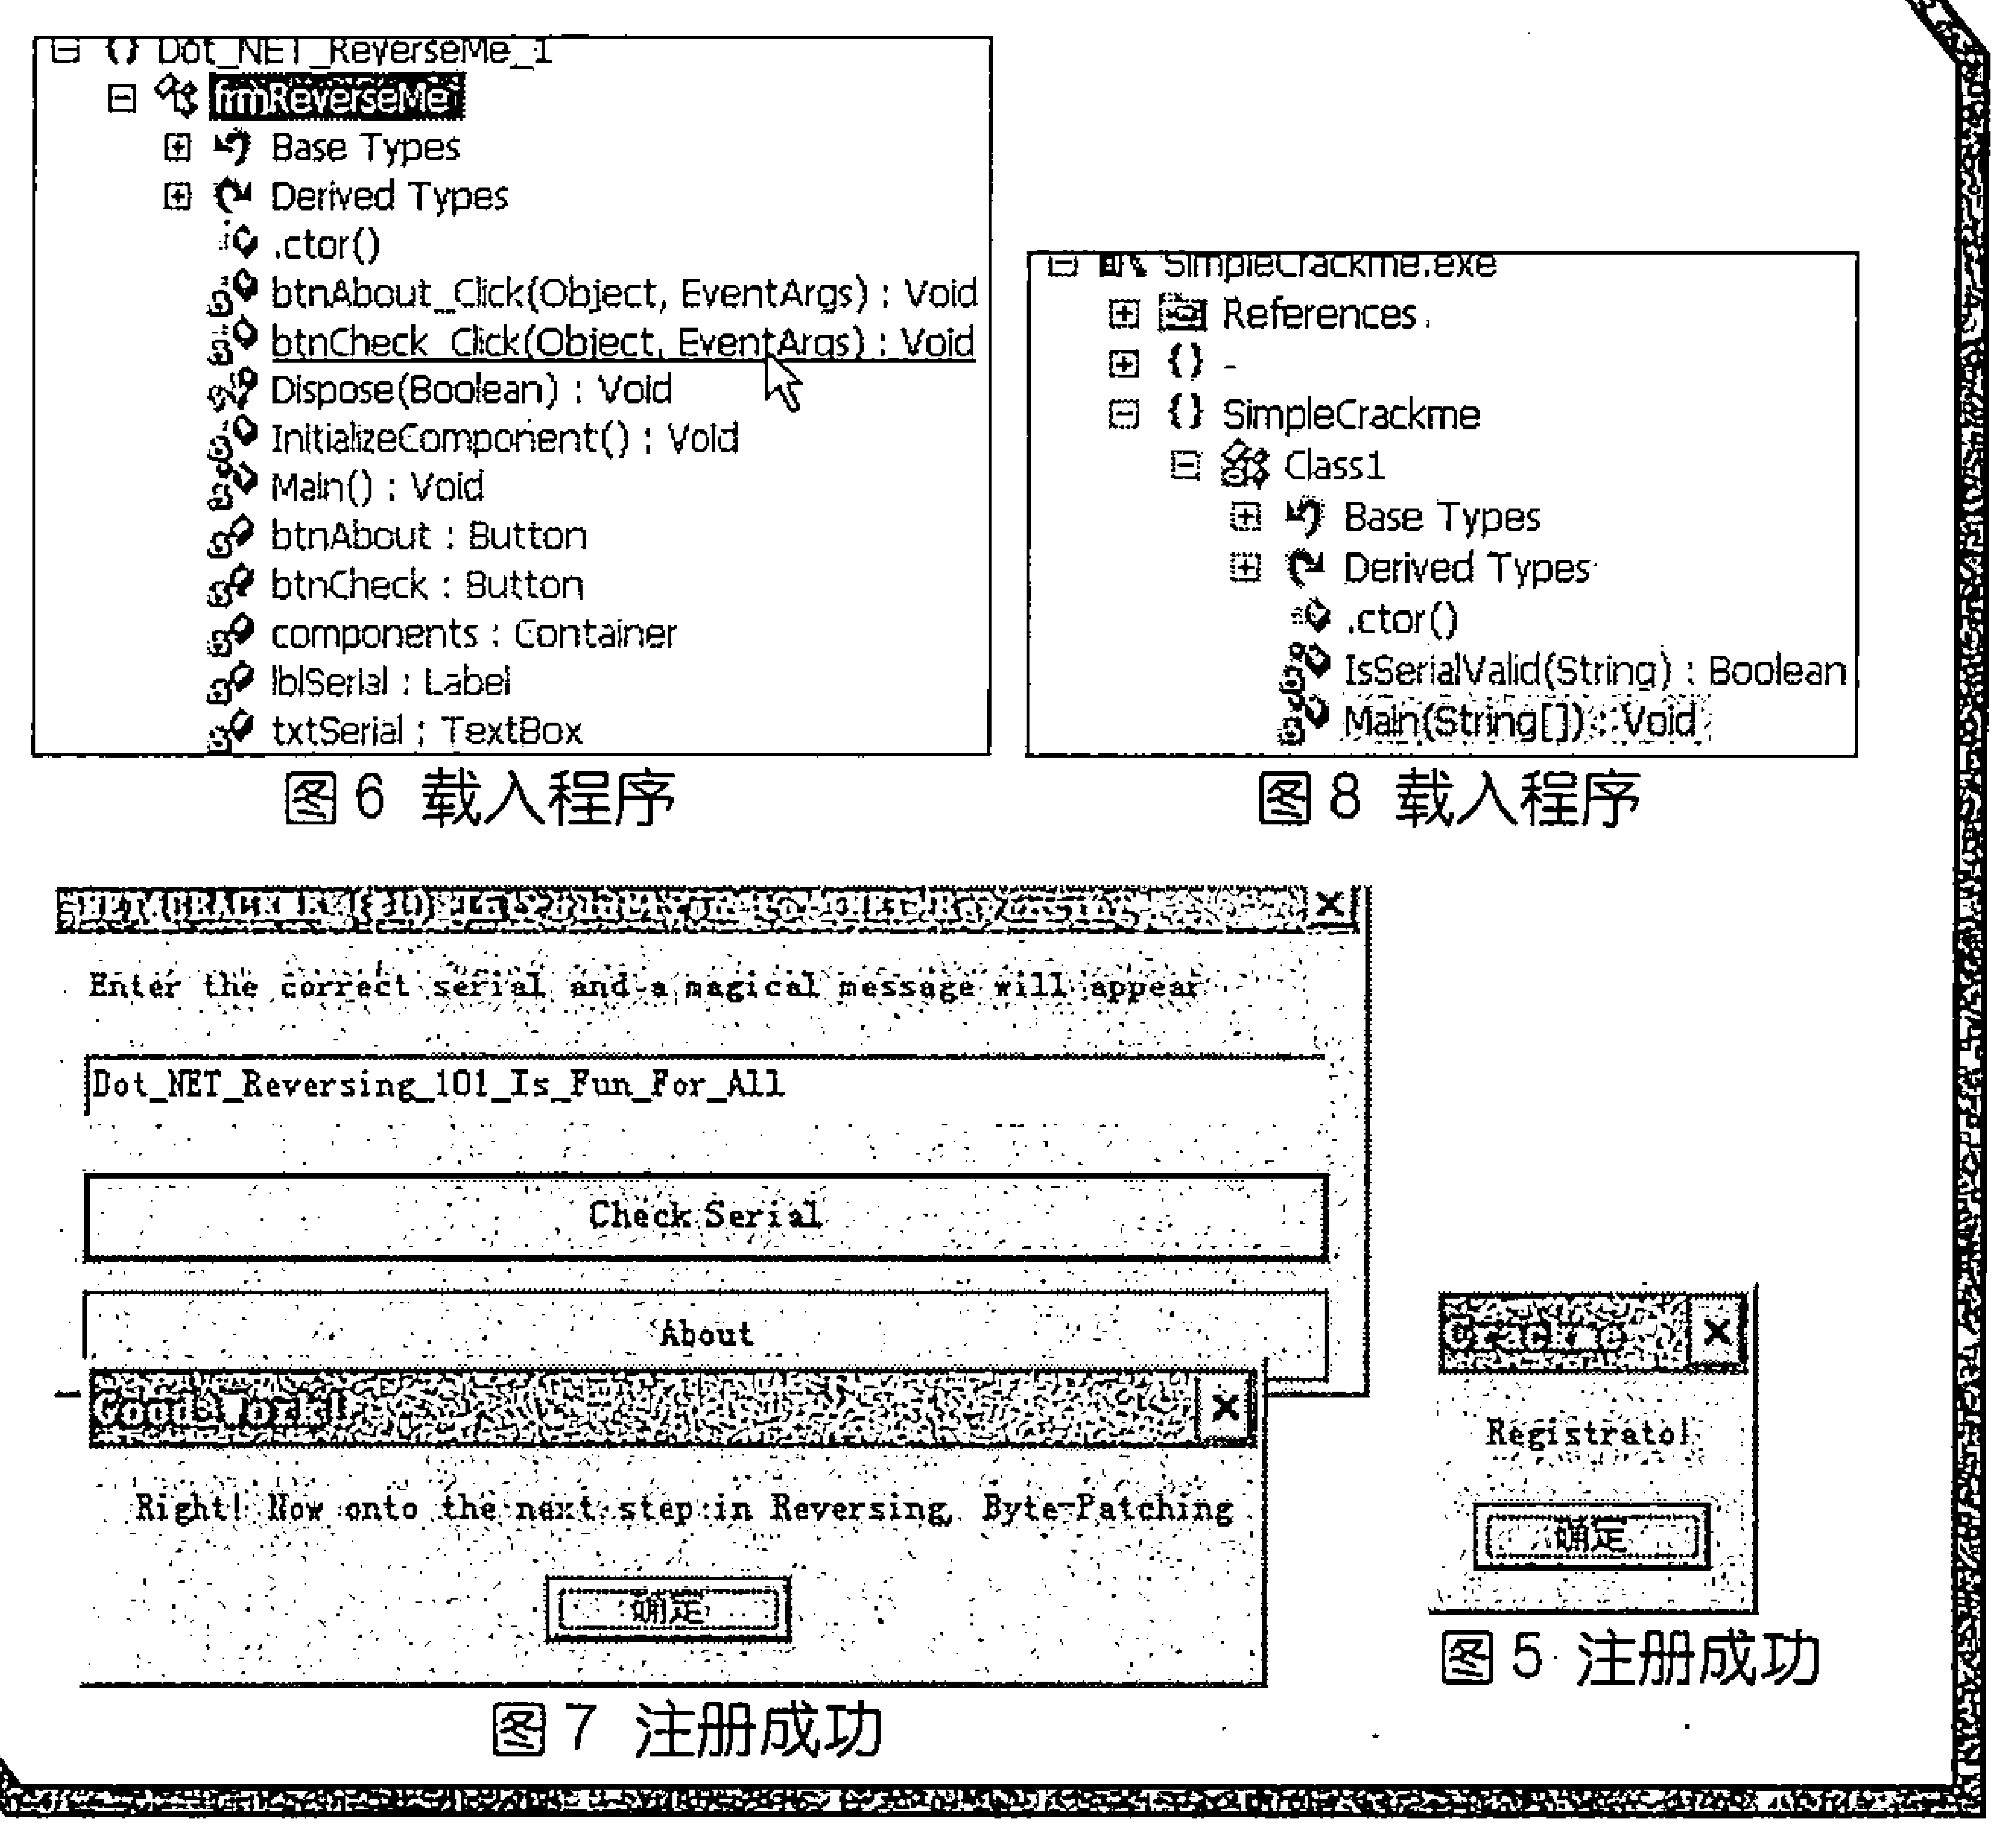 Dot_NET_ReverseMe_1
frmReverseMe
Base Types
Derived Types
.ctor()
btnAbout_Click(Object, EventArgs) : Void
btnCheck_Click(Object, EventArgs) : Void
Dispose(Boolean) : Void
InitializeComponent() : Void
Main() : Void
btnAbout : Button
btnCheck : Button
components : Container
lblSerial : Label
txtSerial : TextBox
图 6 载入程序
SimpleCrackme.exe
References
{} -
{} SimpleCrackme
Class1
Base Types
Derived Types
.ctor()
IsSerialValid(String) : Boolean
Main(String[]) : Void
图 8 载入程序
Enter the correct serial and a magical message will appear
Dot_NET_Reversing_101_Is_Fun_For_All
Check Serial
About
Good Work!
Right! Now onto the next step in Reversing, Byte-Patching
确定
图 7 注册成功
Crackme
Registrato!
确定
图 5 注册成功